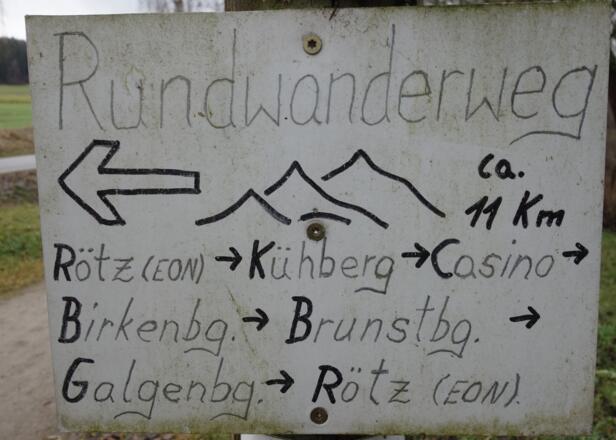 Rundwanderweg
ca.
11 Km
Rötz (EON) → Kühberg → Casino →
Birkenbg. → Brunstbg. →
Galgenbg. → Rötz (EON).